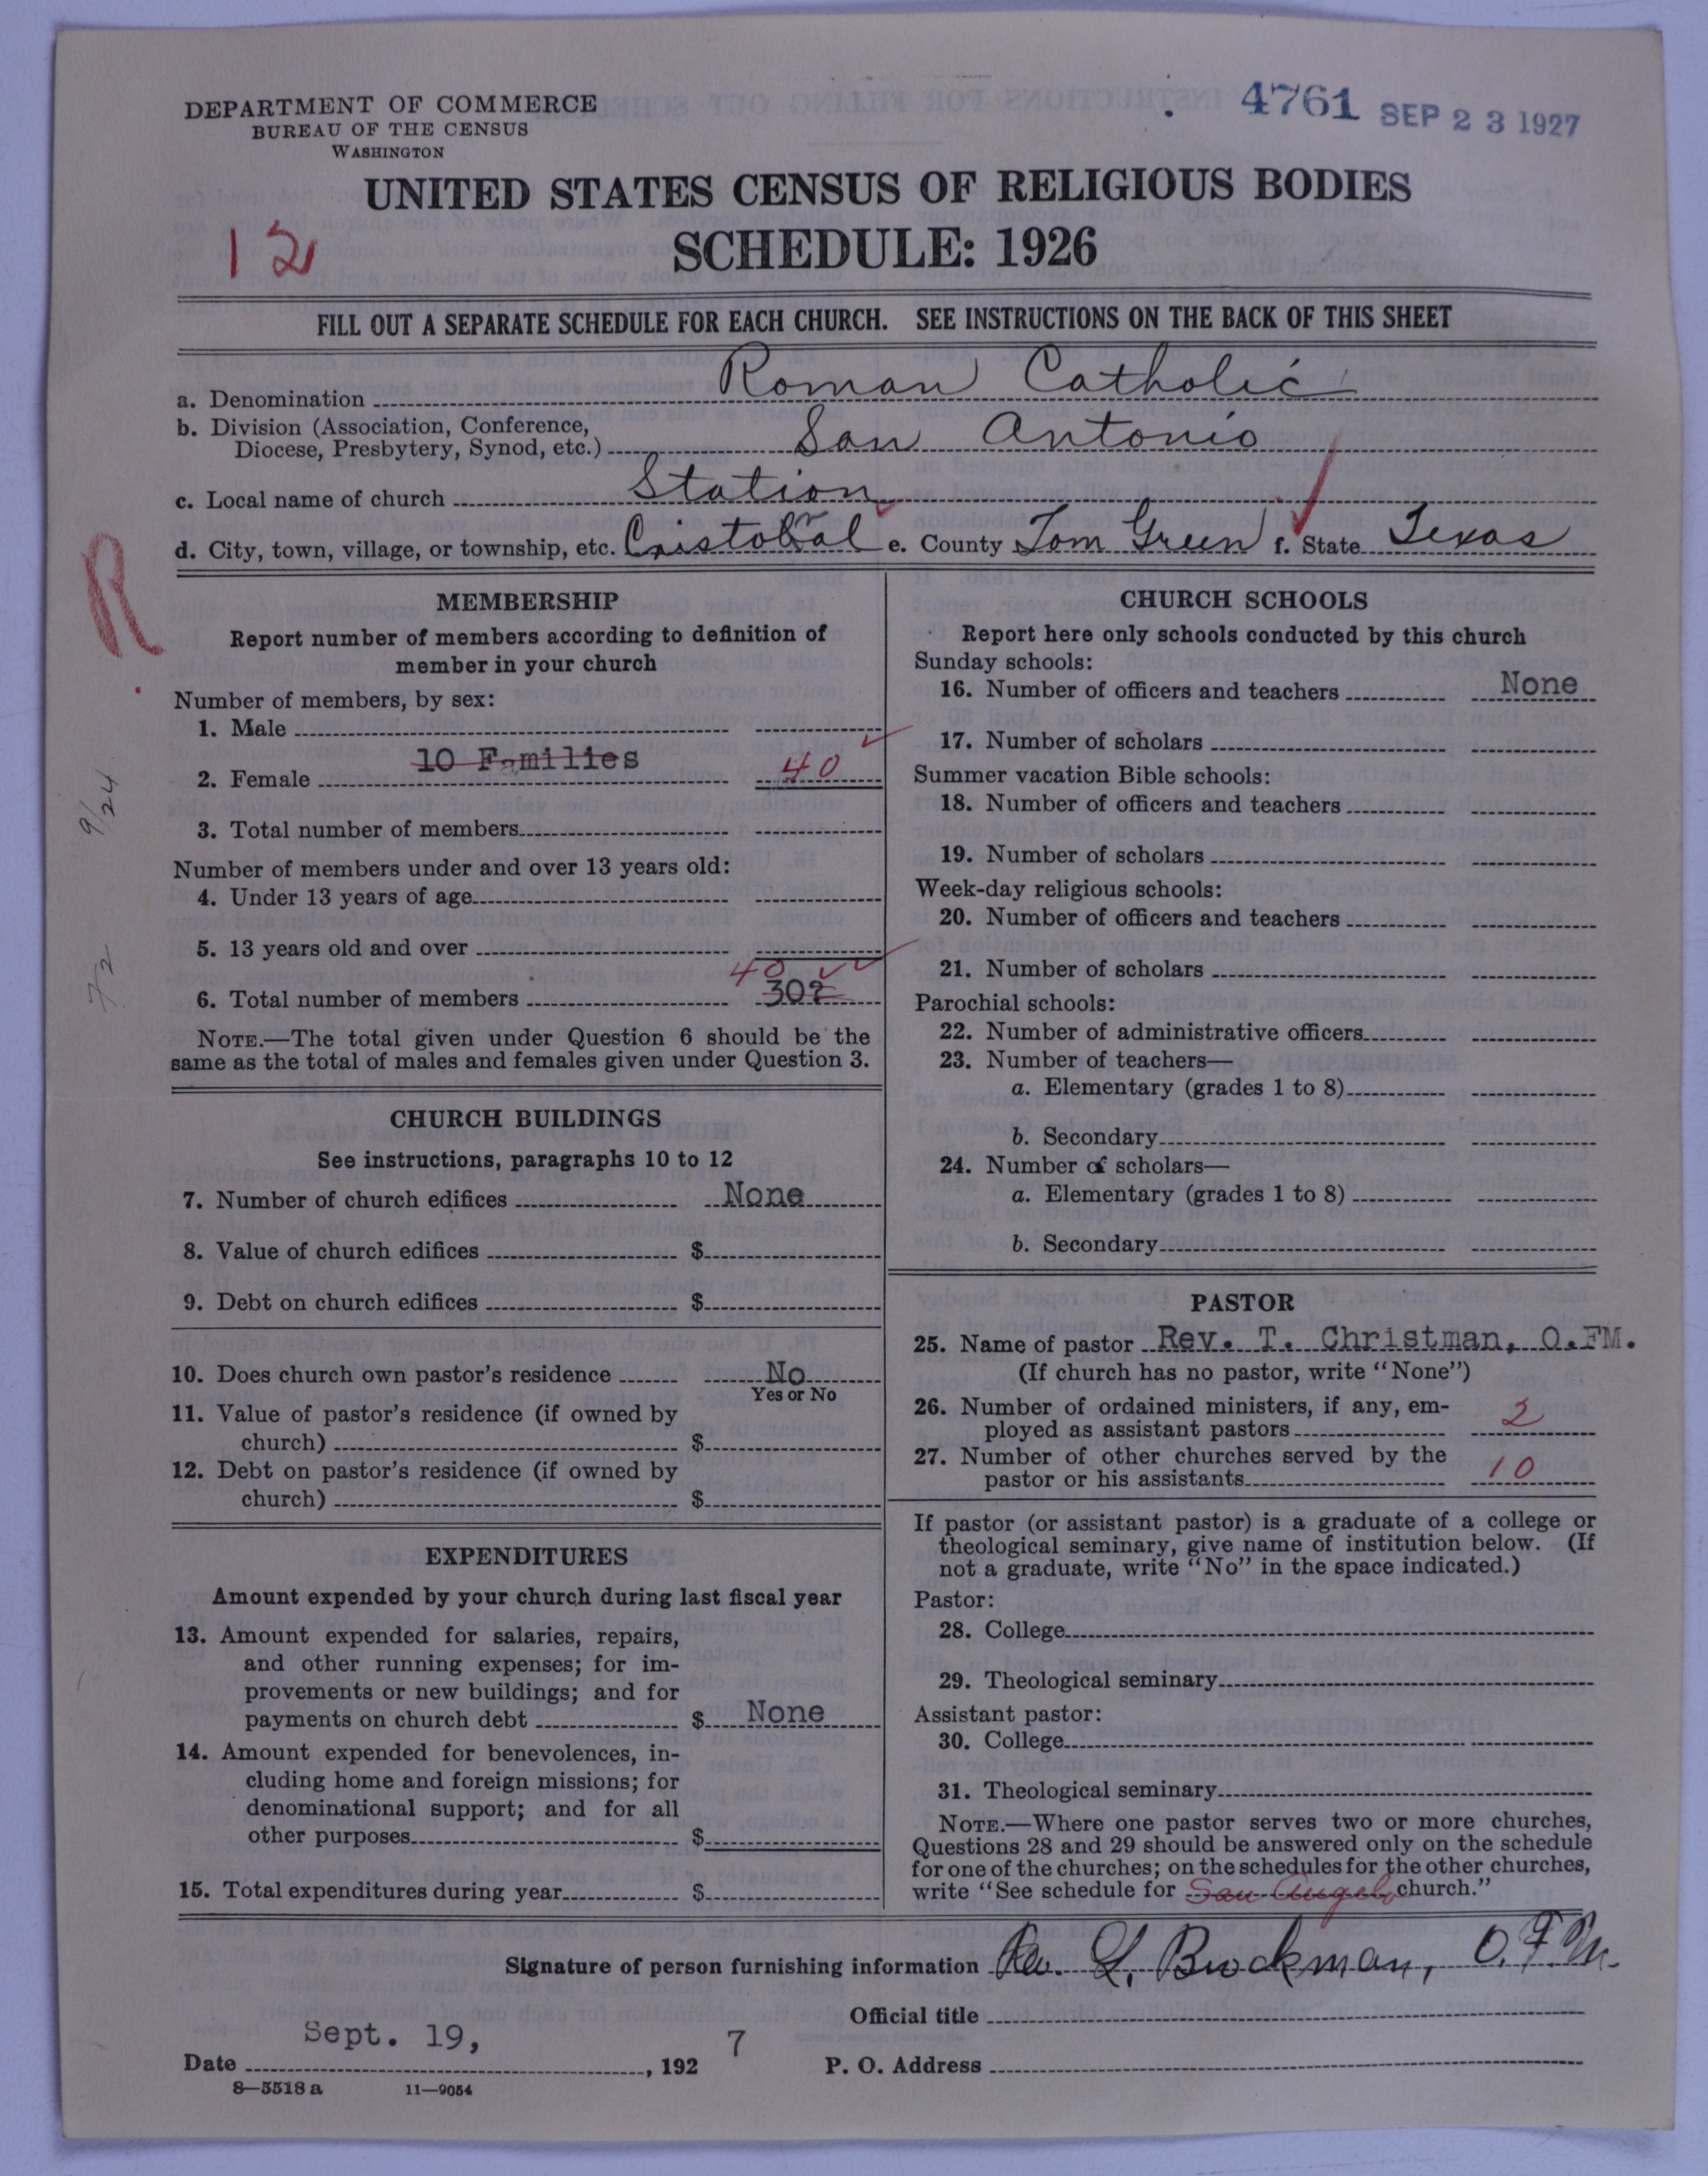 DEPARTMENT OF COMMERCE
BUREAU OF THE CENSUS
WASHINGTON
4761 SEP 23 1927
UNITED STATES CENSUS OF RELIGIOUS BODIES
SCHEDULE: 1926
12
FILL OUT A SEPARATE SCHEDULE FOR EACH CHURCH. SEE INSTRUCTIONS ON THE BACK OF THIS SHEET
a. Denomination Roman Catholic
b. Division (Association, Conference,
Diocese, Presbytery, Synod, etc.) San Antonio
c. Local name of church Station
d. City, town, village, or township, etc. Cristobal e. County Tom Green f. State Texas
R
MEMBERSHIP
Report number of members according to definition of
member in your church
Number of members, by sex:
1. Male
10 Families
2. Female 40
3. Total number of members
Number of members under and over 13 years old:
4. Under 13 years of age
5. 13 years old and over
40
6. Total number of members 30?
NOTE.—The total given under Question 6 should be the
same as the total of males and females given under Question 3.
9/24
72
CHURCH BUILDINGS
See instructions, paragraphs 10 to 12
7. Number of church edifices None
8. Value of church edifices $
9. Debt on church edifices $
10. Does church own pastor's residence No
Yes or No
11. Value of pastor's residence (if owned by
church) $
12. Debt on pastor's residence (if owned by
church) $
EXPENDITURES
Amount expended by your church during last fiscal year
13. Amount expended for salaries, repairs,
and other running expenses; for im-
provements or new buildings; and for
payments on church debt $ None
14. Amount expended for benevolences, in-
cluding home and foreign missions; for
denominational support; and for all
other purposes $
15. Total expenditures during year $
CHURCH SCHOOLS
Report here only schools conducted by this church
Sunday schools:
16. Number of officers and teachers None
17. Number of scholars
Summer vacation Bible schools:
18. Number of officers and teachers
19. Number of scholars
Week-day religious schools:
20. Number of officers and teachers
21. Number of scholars
Parochial schools:
22. Number of administrative officers
23. Number of teachers—
a. Elementary (grades 1 to 8)
b. Secondary
24. Number of scholars—
a. Elementary (grades 1 to 8)
b. Secondary
PASTOR
25. Name of pastor Rev. T. Christman, O.FM.
(If church has no pastor, write "None")
26. Number of ordained ministers, if any, em-
ployed as assistant pastors 2
27. Number of other churches served by the
pastor or his assistants 10
If pastor (or assistant pastor) is a graduate of a college or
theological seminary, give name of institution below. (If
not a graduate, write "No" in the space indicated.)
Pastor:
28. College
29. Theological seminary
Assistant pastor:
30. College
31. Theological seminary
NOTE.—Where one pastor serves two or more churches,
Questions 28 and 29 should be answered only on the schedule
for one of the churches; on the schedules for the other churches,
write "See schedule for San Angelo church."
Signature of person furnishing information Rev. L. Brockman, O.F.M.
Official title
Date Sept. 19, , 192 7
P. O. Address
8—5518 a 11—9054